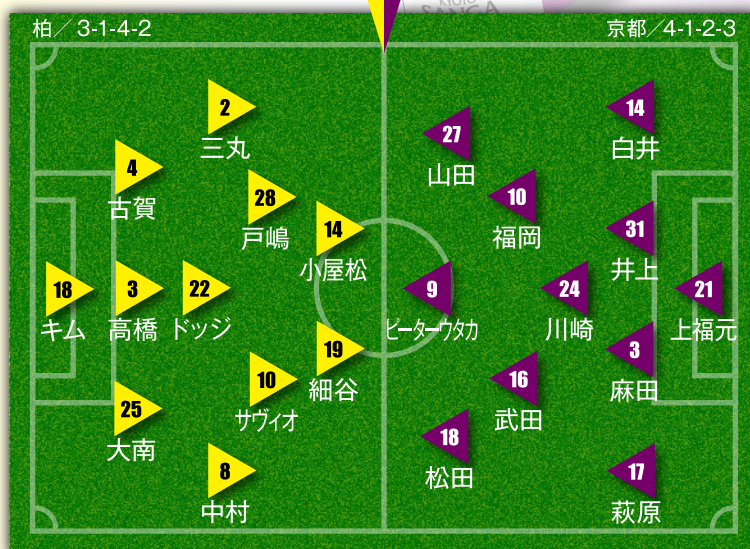 KYOTO
SANGA
柏／3-1-4-2
京都／4-1-2-3
2
三丸
4
古賀
28
戸嶋
14
小屋松
18
キム
3
高橋
22
ドッジ
19
細谷
10
サヴィオ
25
大南
8
中村
27
山田
14
白井
10
福岡
31
井上
9
ピーターウタカ
24
川崎
21
上福元
3
麻田
16
武田
18
松田
17
萩原